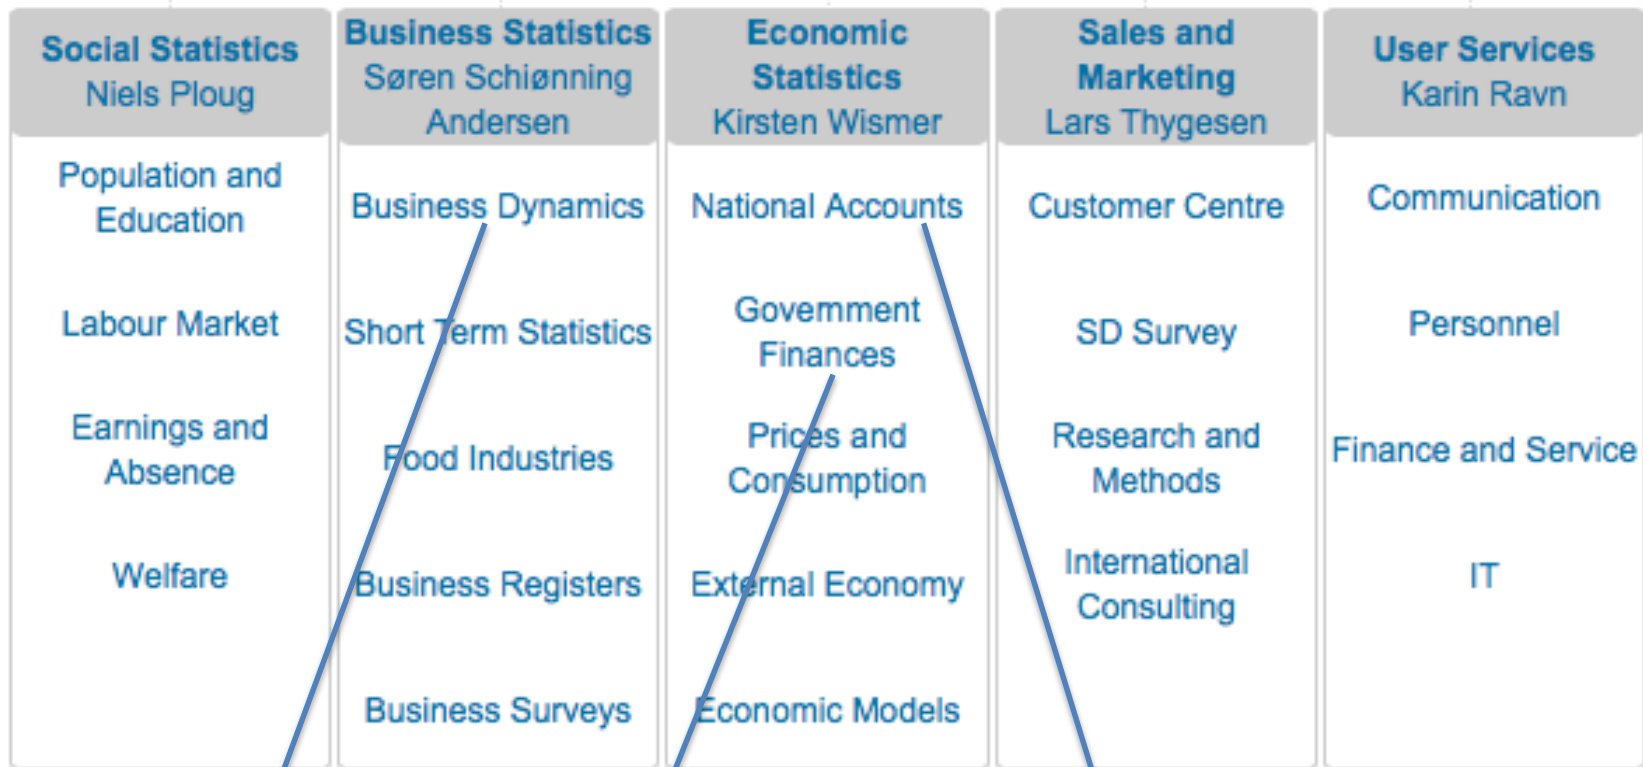 Social Statistics
Niels Ploug
Population and
Education
Labour Market
Earnings and
Absence
Welfare
Business Statistics
Søren Schiønning
Andersen
Business Dynamics
Short Term Statistics
Food Industries
Business Registers
Business Surveys
Economic
Statistics
Kirsten Wismer
National Accounts
Government
Finances
Prices and
Consumption
External Economy
Economic Models
Sales and
Marketing
Lars Thygesen
Customer Centre
SD Survey
Research and
Methods
International
Consulting
User Services
Karin Ravn
Communication
Personnel
Finance and Service
IT